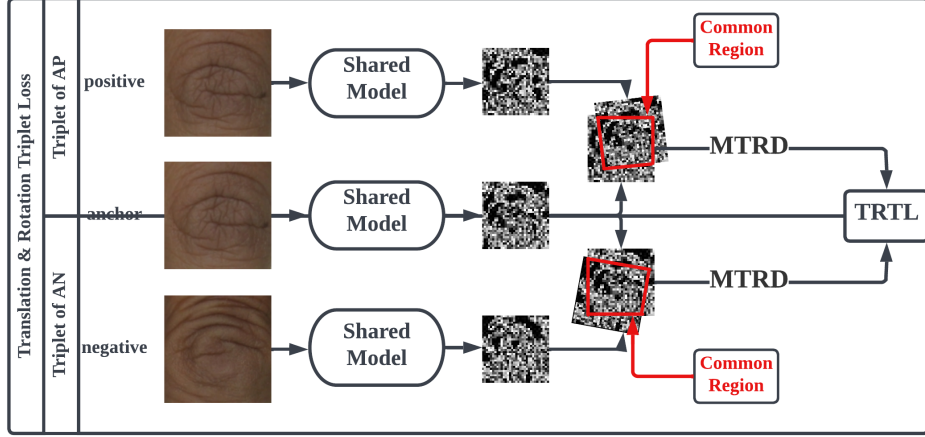 Translation & Rotation Triplet Loss
Triplet of AP
Triplet of AN
positive
Shared
Model
Common
Region
MTRD
anchor
Shared
Model
TRTL
negative
Shared
Model
MTRD
Common
Region